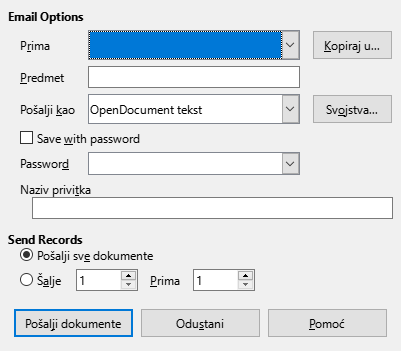 Email Options
Prima
Kopiraj u...
Predmet
Pošalji kao OpenDocument tekst Svojstva...
Save with password
Password
Naziv privitka
Send Records
Pošalji sve dokumente
Šalje 1 Prima 1
Pošalji dokumente Odustani Pomoć